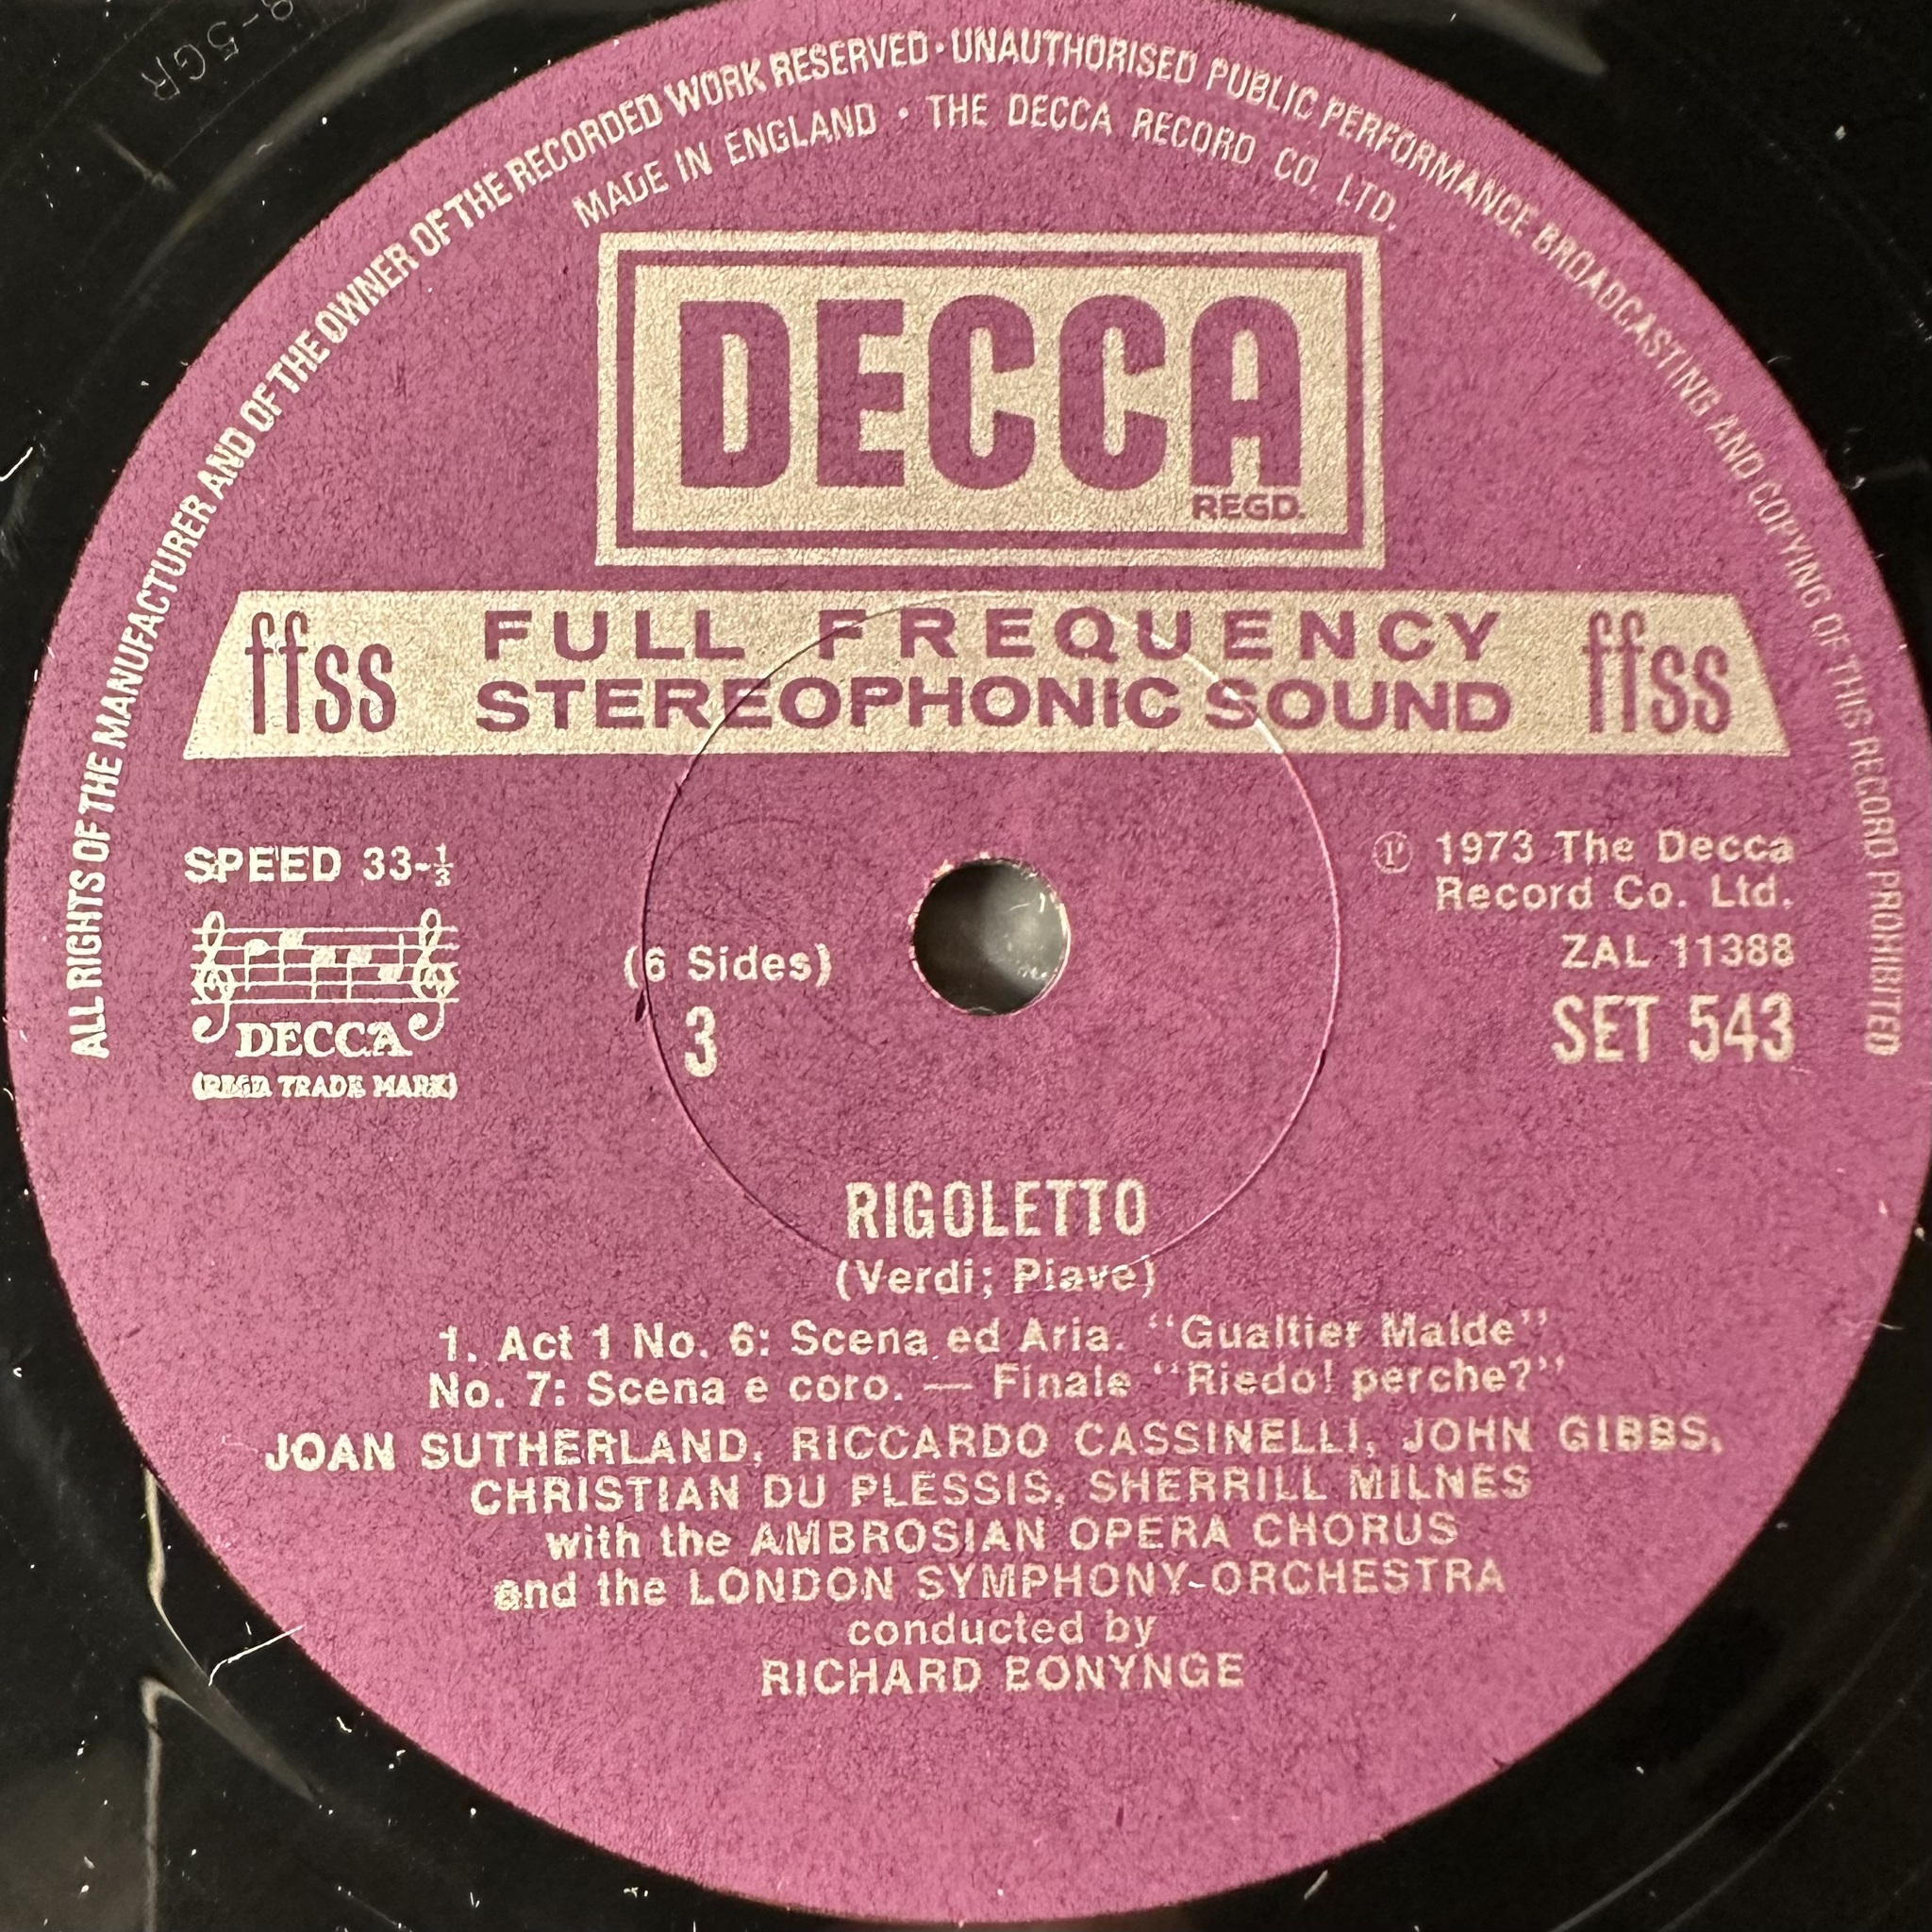 ALL RIGHTS OF THE MANUFACTURER AND OF THE OWNER OF THE RECORDED WORK RESERVED · UNAUTHORISED PUBLIC PERFORMANCE BROADCASTING AND COPYING OF THIS RECORD PROHIBITED
MADE IN ENGLAND · THE DECCA RECORD CO. LTD.
DECCA
REGD.
ffss FULL FREQUENCY ffss
STEREOPHONIC SOUND
SPEED 33-⅓
DECCA
(REGD. TRADE MARK)
(6 Sides)
3
Ⓟ 1973 The Decca
Record Co. Ltd.
ZAL 11388
SET 543
RIGOLETTO
(Verdi; Piave)
1. Act 1 No. 6: Scena ed Aria. “Gualtier Malde”
No. 7: Scena e coro. — Finale “Riedo! perche?”
JOAN SUTHERLAND, RICCARDO CASSINELLI, JOHN GIBBS,
CHRISTIAN DU PLESSIS, SHERRILL MILNES
with the AMBROSIAN OPERA CHORUS
and the LONDON SYMPHONY ORCHESTRA
conducted by
RICHARD BONYNGE